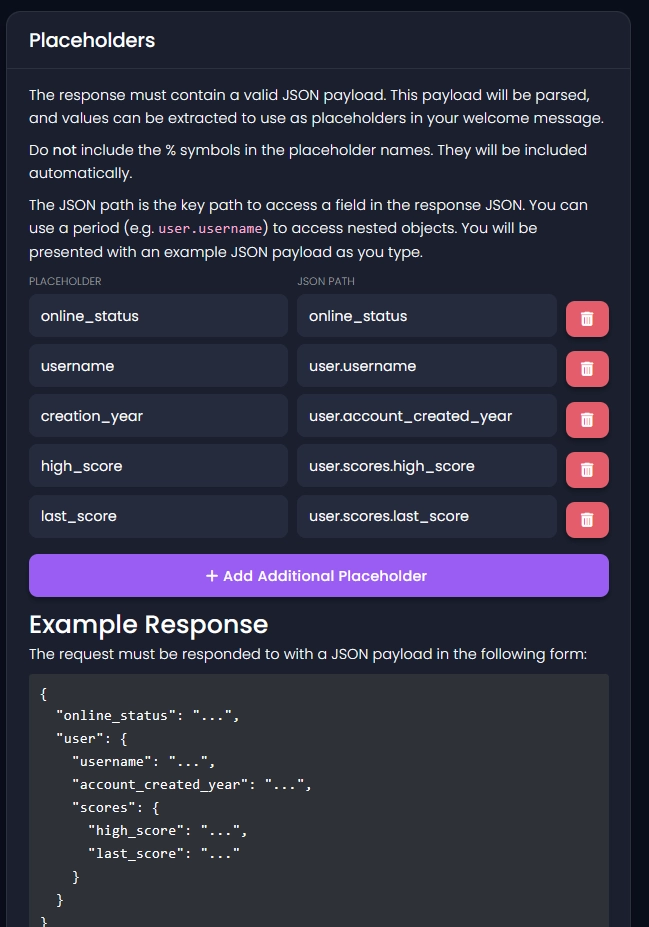 Placeholders
The response must contain a valid JSON payload. This payload will be parsed,
and values can be extracted to use as placeholders in your welcome message.
Do not include the % symbols in the placeholder names. They will be included
automatically.
The JSON path is the key path to access a field in the response JSON. You can
use a period (e.g. user.username) to access nested objects. You will be
presented with an example JSON payload as you type.
PLACEHOLDER JSON PATH
online_status online_status
username user.username
creation_year user.account_created_year
high_score user.scores.high_score
last_score user.scores.last_score
+ Add Additional Placeholder
Example Response
The request must be responded to with a JSON payload in the following form:
{
  "online_status": "...",
  "user": {
    "username": "...",
    "account_created_year": "...",
    "scores": {
      "high_score": "...",
      "last_score": "..."
    }
  }
}